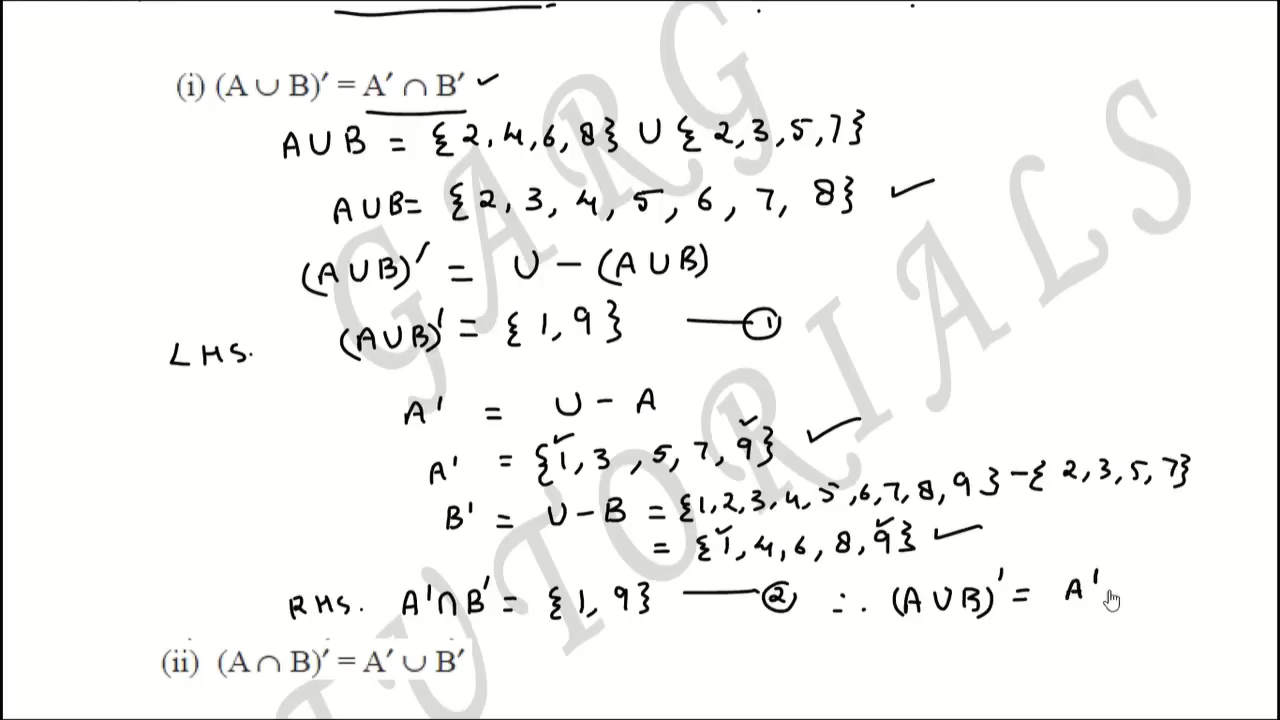 (i) (A ∪ B)′ = A′ ∩ B′ ✓
A ∪ B = {2, 4, 6, 8} ∪ {2, 3, 5, 7}
A ∪ B = {2, 3, 4, 5, 6, 7, 8} ✓
(A ∪ B)′ = U − (A ∪ B)
(A ∪ B)′ = {1, 9} —— ①
LHS.
A′ = U − A
A′ = {1, 3, 5, 7, 9} ✓
B′ = U − B = {1, 2, 3, 4, 5, 6, 7, 8, 9} − {2, 3, 5, 7}
= {1, 4, 6, 8, 9} ✓
RHS. A′ ∩ B′ = {1, 9} —— ② ∴ (A ∪ B)′ = A′
(ii) (A ∩ B)′ = A′ ∪ B′
GARG
TUTORIALS